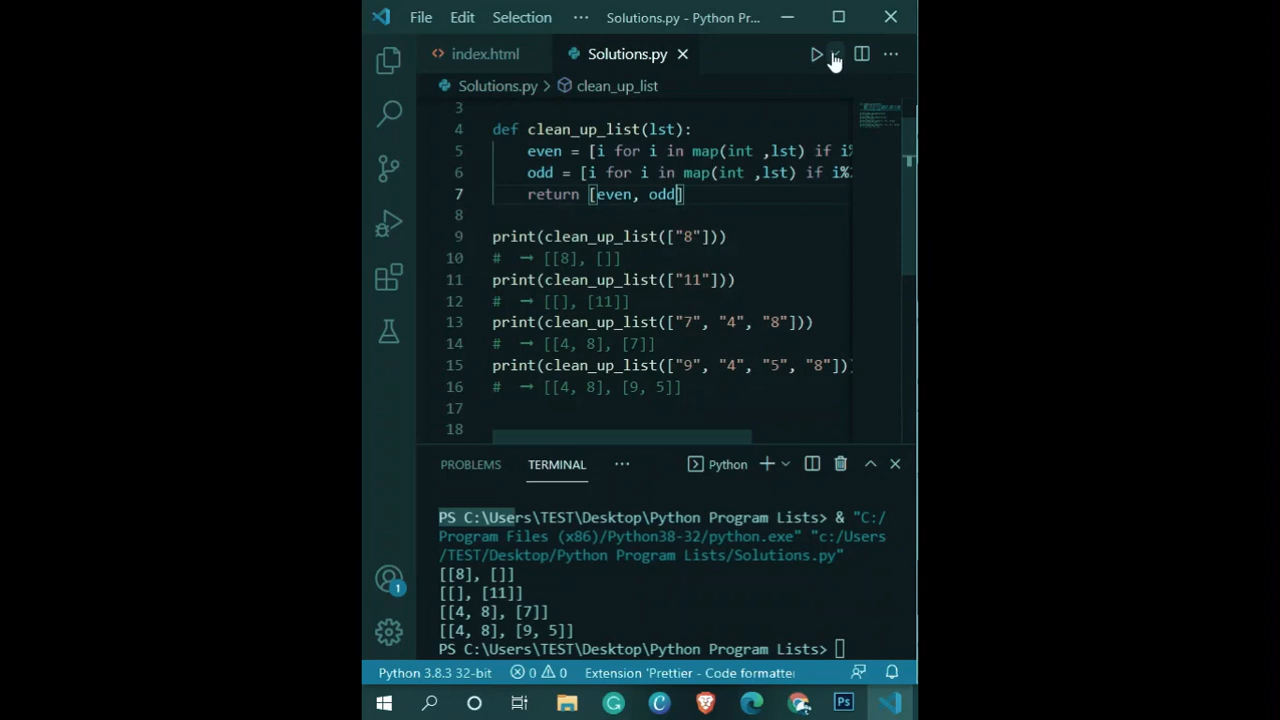 File Edit Selection ··· Solutions.py - Python Pr...
index.html Solutions.py
Solutions.py > clean_up_list
3
4 def clean_up_list(lst):
5 even = [i for i in map(int ,lst) if i%
6 odd = [i for i in map(int ,lst) if i%
7 return [even, odd]
8
9 print(clean_up_list(["8"]))
10 # → [[8], []]
11 print(clean_up_list(["11"]))
12 # → [[], [11]]
13 print(clean_up_list(["7", "4", "8"]))
14 # → [[4, 8], [7]]
15 print(clean_up_list(["9", "4", "5", "8"]))
16 # → [[4, 8], [9, 5]]
17
18
PROBLEMS TERMINAL ··· Python
PS C:\Users\TEST\Desktop\Python Program Lists> & "C:/
Program Files (x86)/Python38-32/python.exe" "c:/Users
/TEST/Desktop/Python Program Lists/Solutions.py"
[[8], []]
[[], [11]]
[[4, 8], [7]]
[[4, 8], [9, 5]]
PS C:\Users\TEST\Desktop\Python Program Lists>
1
Python 3.8.3 32-bit 0 0 Extension 'Prettier - Code formatter
Ps